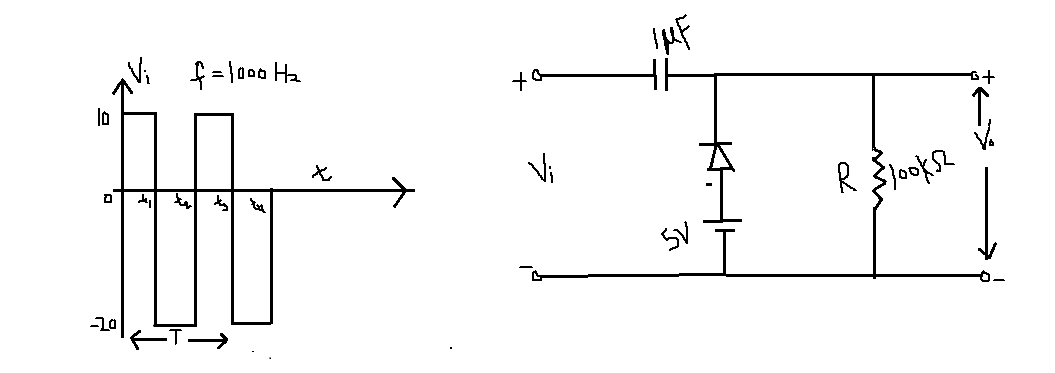 Vi f = 1000 Hz
10
0 t1 t2 t3 t4 t
-20
T
1μF
+ +
Vi
5V
-
R 100kΩ
Vo
- -